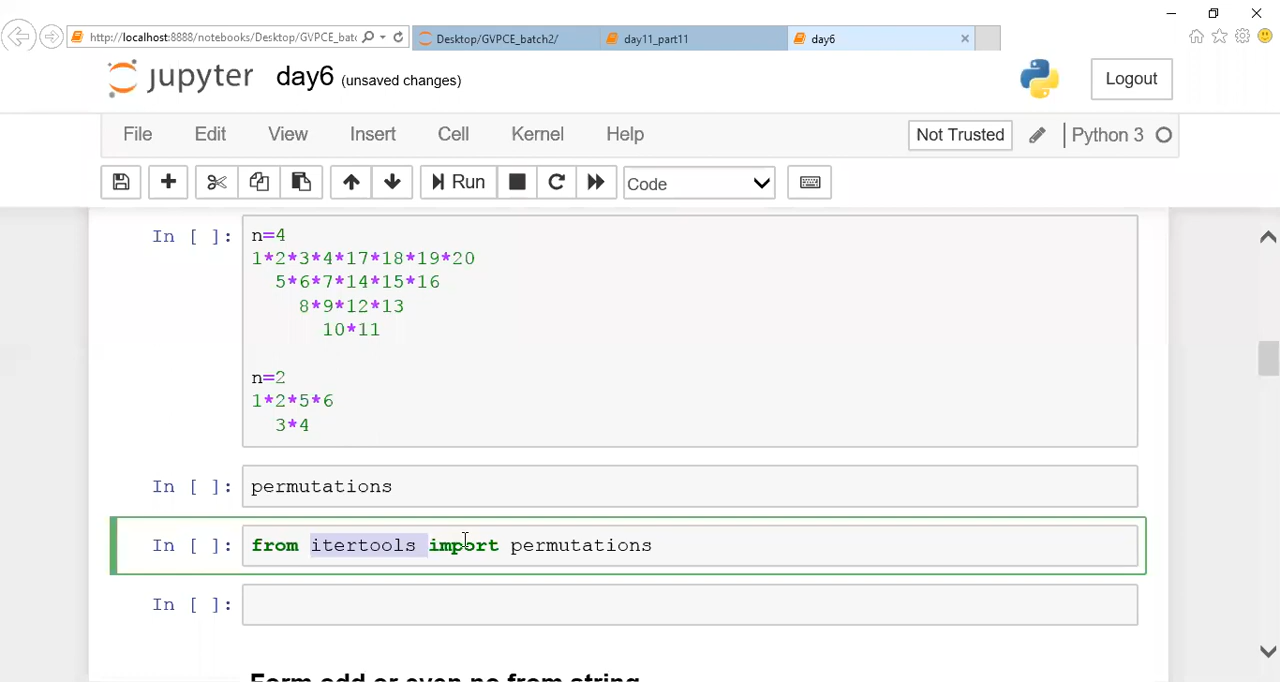 http://localhost:8888/notebooks/Desktop/GVPCE_batc
Desktop/GVPCE_batch2/
day11_part11
day6
jupyter day6 (unsaved changes)
Logout
File Edit View Insert Cell Kernel Help
Not Trusted
Python 3
Run
Code
In [ ]:
n=4
1*2*3*4*17*18*19*20
5*6*7*14*15*16
8*9*12*13
10*11
n=2
1*2*5*6
3*4
In [ ]: permutations
In [ ]: from itertools import permutations
In [ ]:
Form odd or even no from string